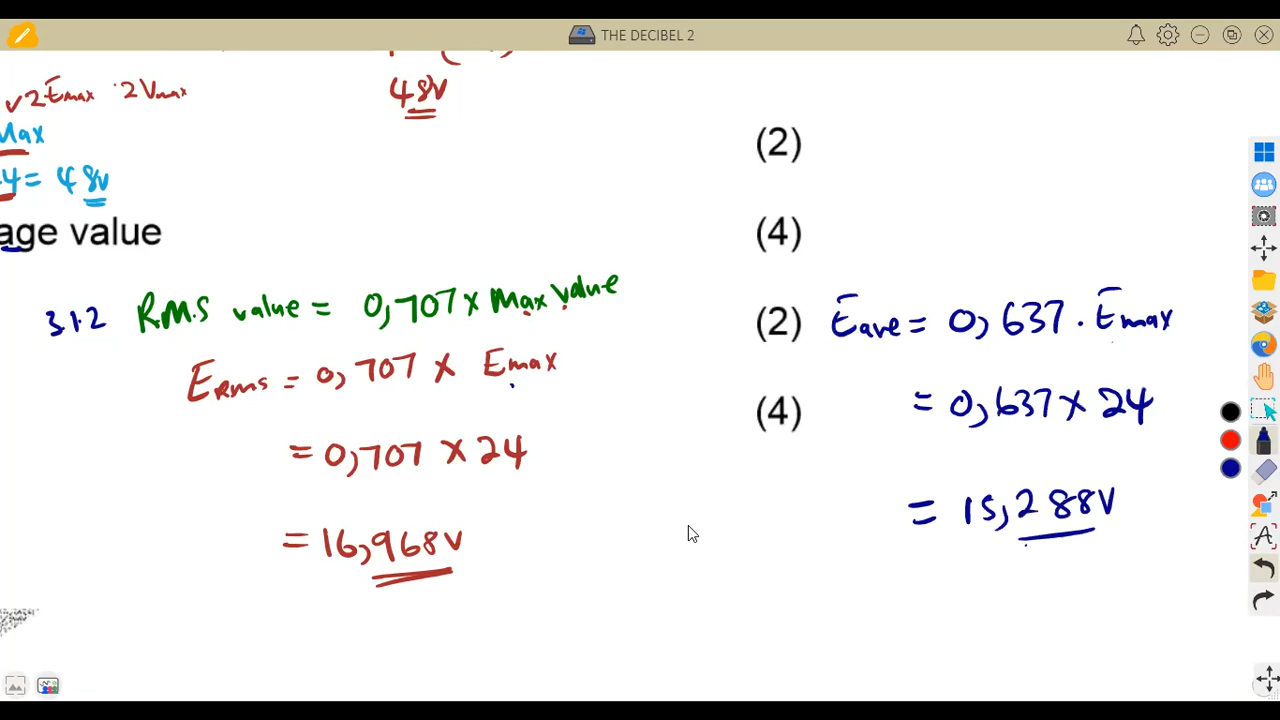 THE DECIBEL 2
√2 Emax · 2Vmax
48V
Max
4 = 48V
(2)
age value
(4)
3.1.2 R.M.S value = 0,707 x Max value
ERMS = 0,707 x Emax
= 0,707 x 24
= 16,968V
(2) Eave = 0,637 . Emax
(4) = 0,637 x 24
= 15,288V
A